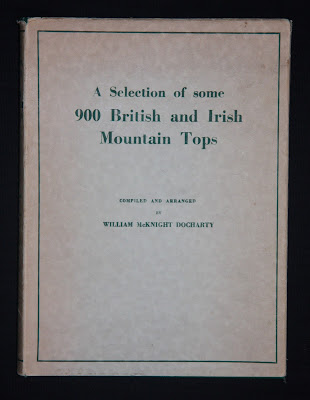 A Selection of some
900 British and Irish
Mountain Tops
COMPILED AND ARRANGED
BY
WILLIAM McKNIGHT DOCHARTY